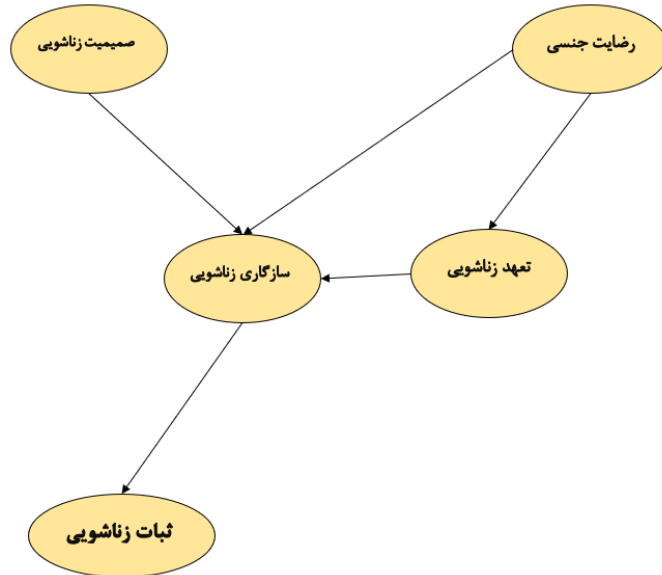 رضایت جنسی
صمیمیت زناشویی
تعهد زناشویی
سازگاری زناشویی
ثبات زناشویی